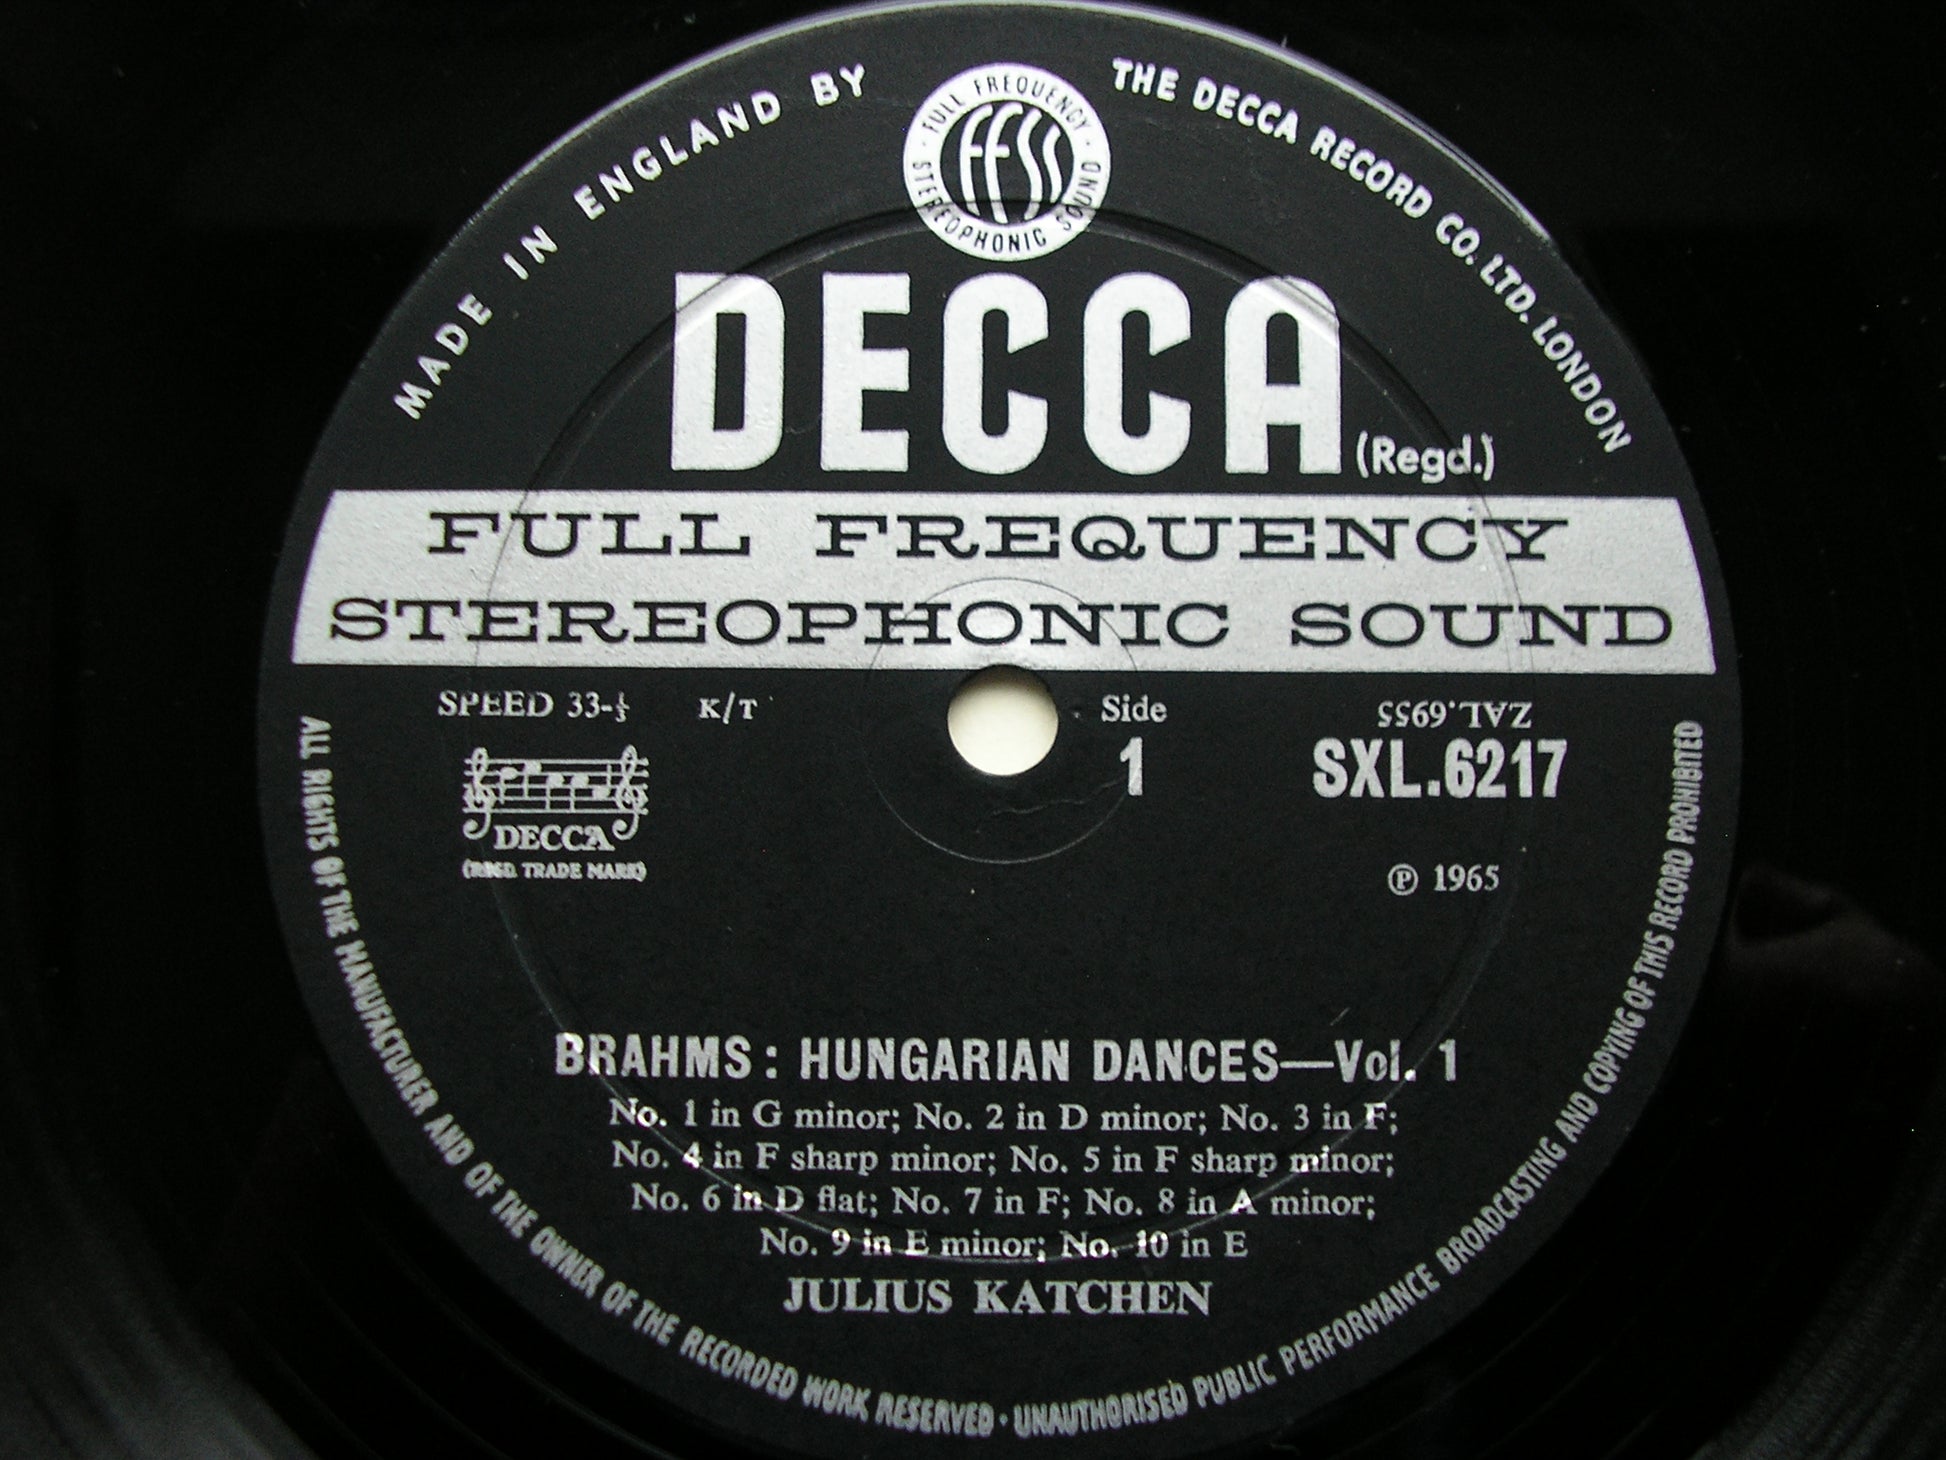 MADE IN ENGLAND BY
THE DECCA RECORD CO. LTD. LONDON
· FULL FREQUENCY ·
STEREOPHONIC SOUND
FFSS
DECCA (Regd.)
FULL FREQUENCY
STEREOPHONIC SOUND
SPEED 33-⅓ K/T
Side
1
ZAL.6955
SXL.6217
DECCA
(REGD. TRADE MARK)
℗ 1965
BRAHMS: HUNGARIAN DANCES—Vol. 1
No. 1 in G minor; No. 2 in D minor; No. 3 in F;
No. 4 in F sharp minor; No. 5 in F sharp minor;
No. 6 in D flat; No. 7 in F; No. 8 in A minor;
No. 9 in E minor; No. 10 in E
JULIUS KATCHEN
ALL RIGHTS OF THE MANUFACTURER AND OF THE OWNER OF THE RECORDED WORK RESERVED · UNAUTHORISED PUBLIC PERFORMANCE BROADCASTING AND COPYING OF THIS RECORD PROHIBITED